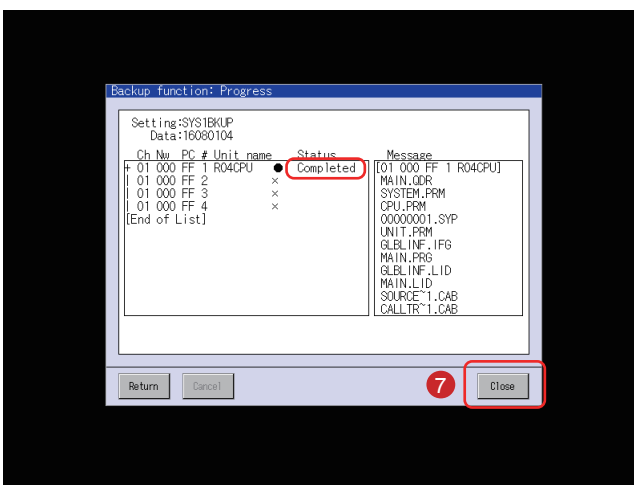 Backup function: Progress
Setting:SYS1BKUP
Data:16080104
Ch Nw PC # Unit name Status Message
+ 01 000 FF 1 R04CPU ● Completed
| 01 000 FF 2 ×
| 01 000 FF 3 ×
| 01 000 FF 4 ×
[End of List]
[01 000 FF 1 R04CPU]
MAIN.QDR
SYSTEM.PRM
CPU.PRM
00000001.SYP
UNIT.PRM
GLBLINF.IFG
MAIN.PRG
GLBLINF.LID
MAIN.LID
SOURCE~1.CAB
CALLTR~1.CAB
Return Cancel 7 Close